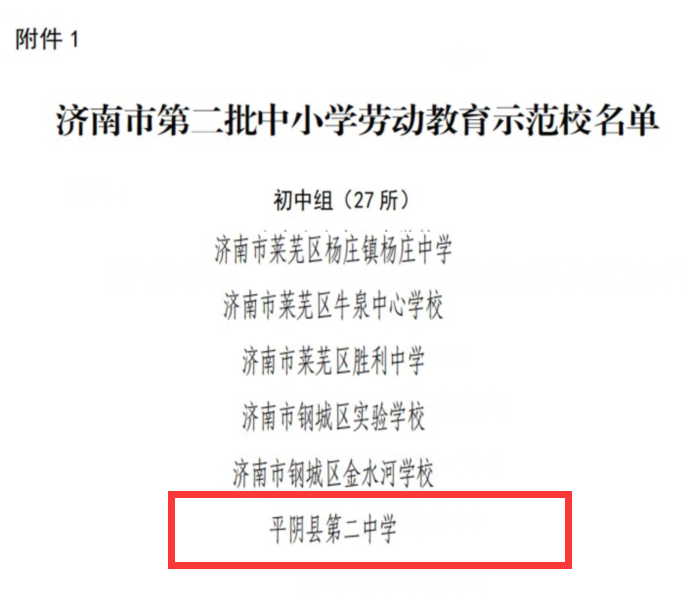 附件 1
济南市第二批中小学劳动教育示范校名单
初中组（27 所）
济南市莱芜区杨庄镇杨庄中学
济南市莱芜区牛泉中心学校
济南市莱芜区胜利中学
济南市钢城区实验学校
济南市钢城区金水河学校
平阴县第二中学